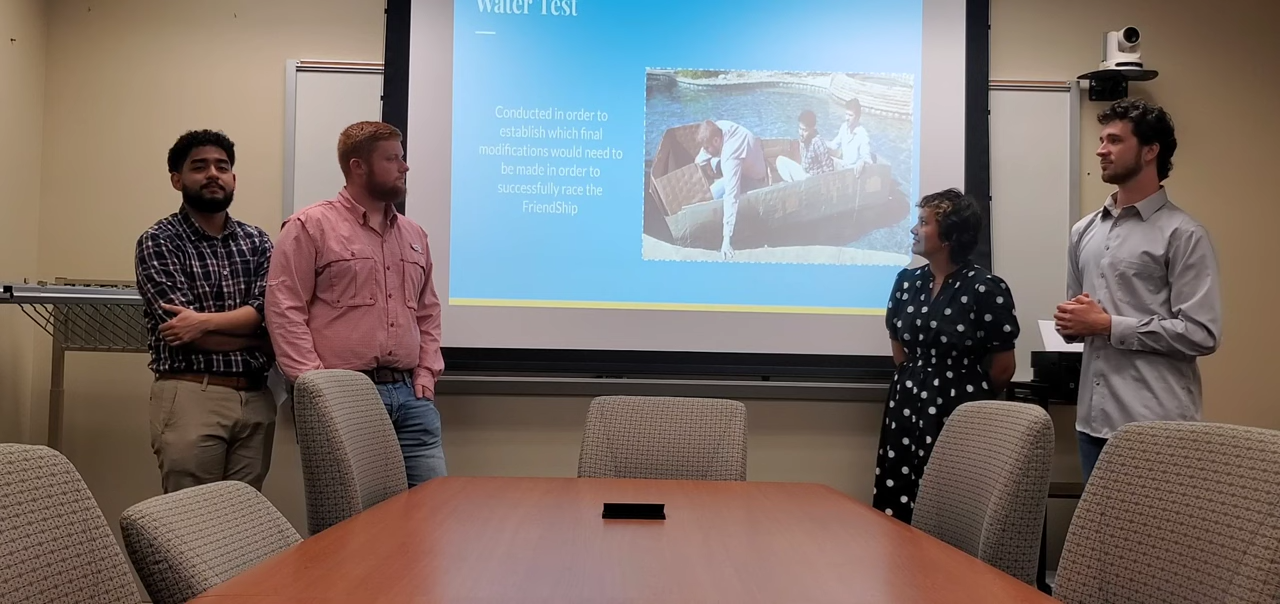 Water Test
Conducted in order to
establish which final
modifications would need to
be made in order to
successfully race the
FriendShip